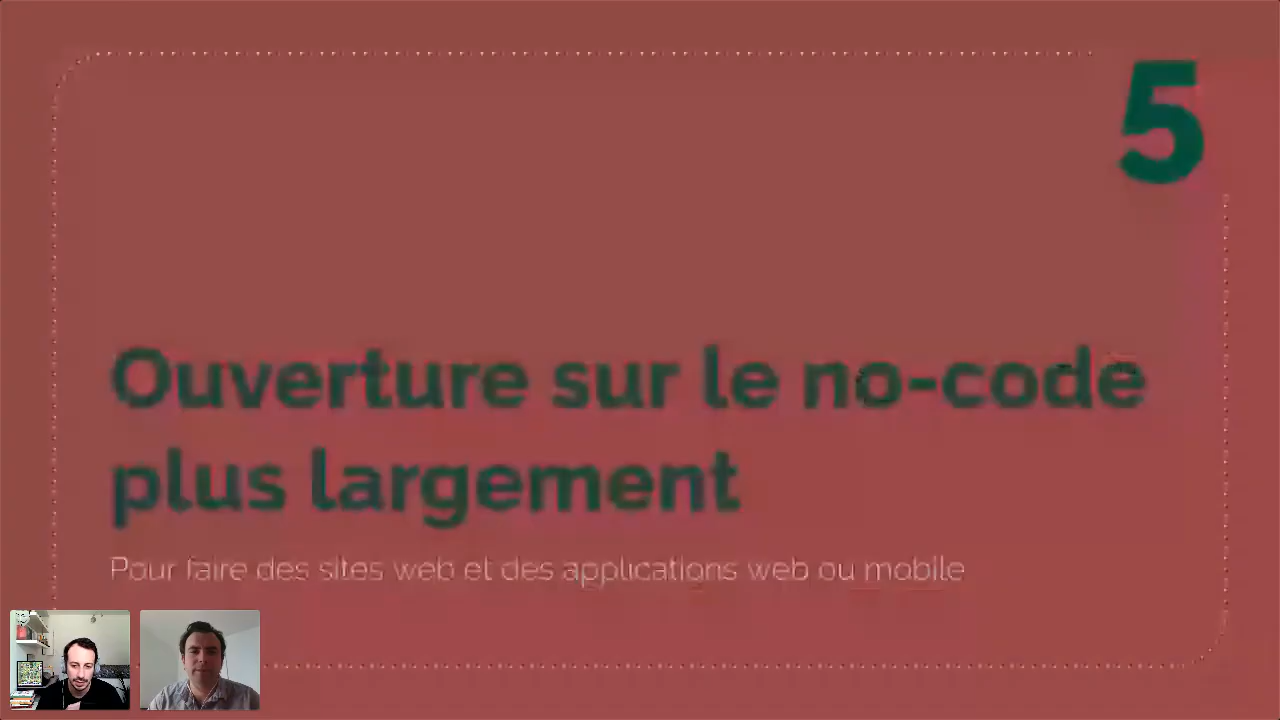 5
Ouverture sur le no-code
plus largement
Pour faire des sites web et des applications web ou mobile